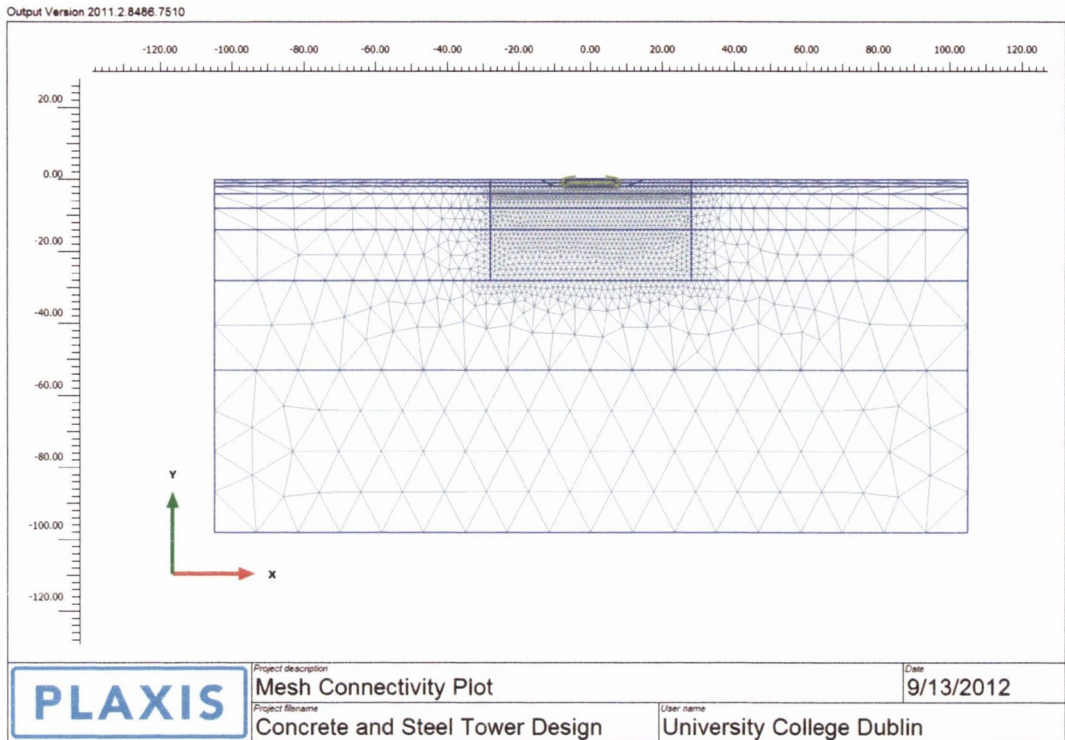 Output Version 2011.2.8486.7510
-120.00 -100.00 -80.00 -60.00 -40.00 -20.00 0.00 20.00 40.00 60.00 80.00 100.00 120.00
20.00
0.00
-20.00
-40.00
-60.00
-80.00
-100.00
-120.00
Y
X
PLAXIS
Project description
Mesh Connectivity Plot
Date
9/13/2012
Project filename
Concrete and Steel Tower Design
User name
University College Dublin